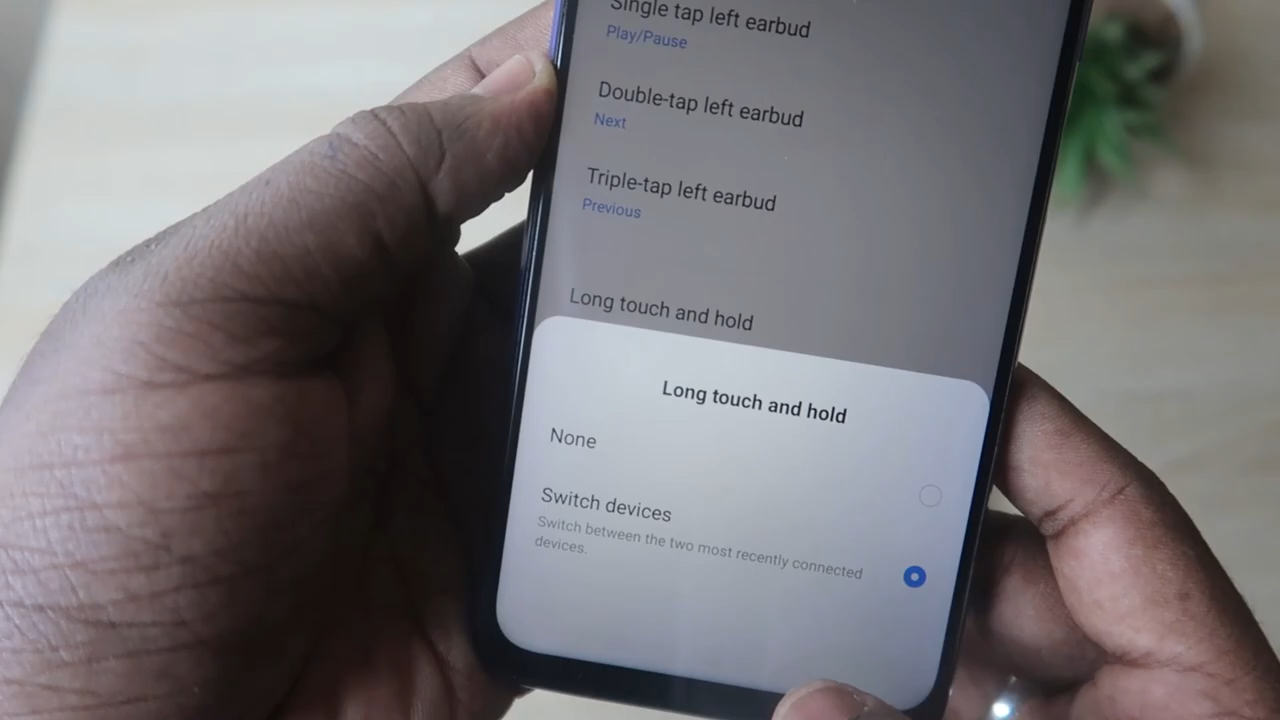 Single tap left earbud
Play/Pause
Double-tap left earbud
Next
Triple-tap left earbud
Previous
Long touch and hold
Long touch and hold
None
Switch devices
Switch between the two most recently connected
devices.